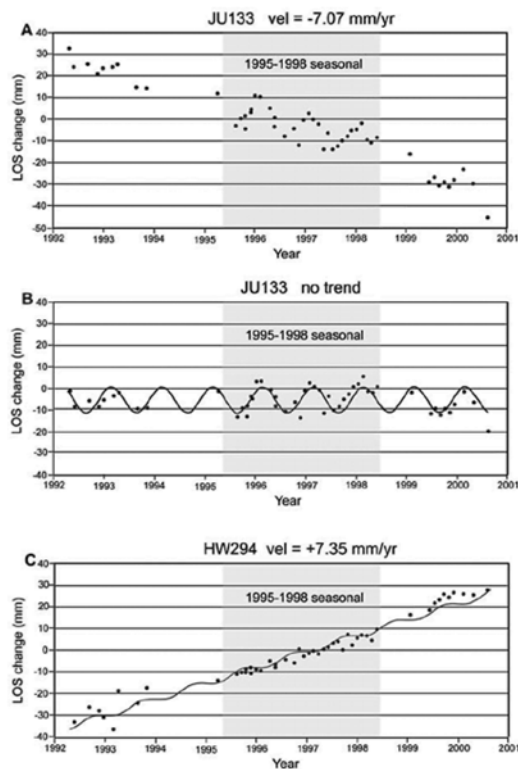 A JU133 vel = -7.07 mm/yr
40
30
1995-1998 seasonal
20
10
0
-10
-20
-30
-40
-50
LOS change (mm)
1992 1993 1994 1995 1996 1997 1998 1999 2000 2001
Year
JU133 no trend
B
40
30
1995-1998 seasonal
20
10
0
-10
-20
-30
-40
LOS change (mm)
1992 1993 1994 1995 1996 1997 1998 1999 2000 2001
Year
C HW294 vel = +7.35 mm/yr
40
30
1995-1998 seasonal
20
10
0
-10
-20
-30
-40
LOS change (mm)
1992 1993 1994 1995 1996 1997 1998 1999 2000 2001
Year